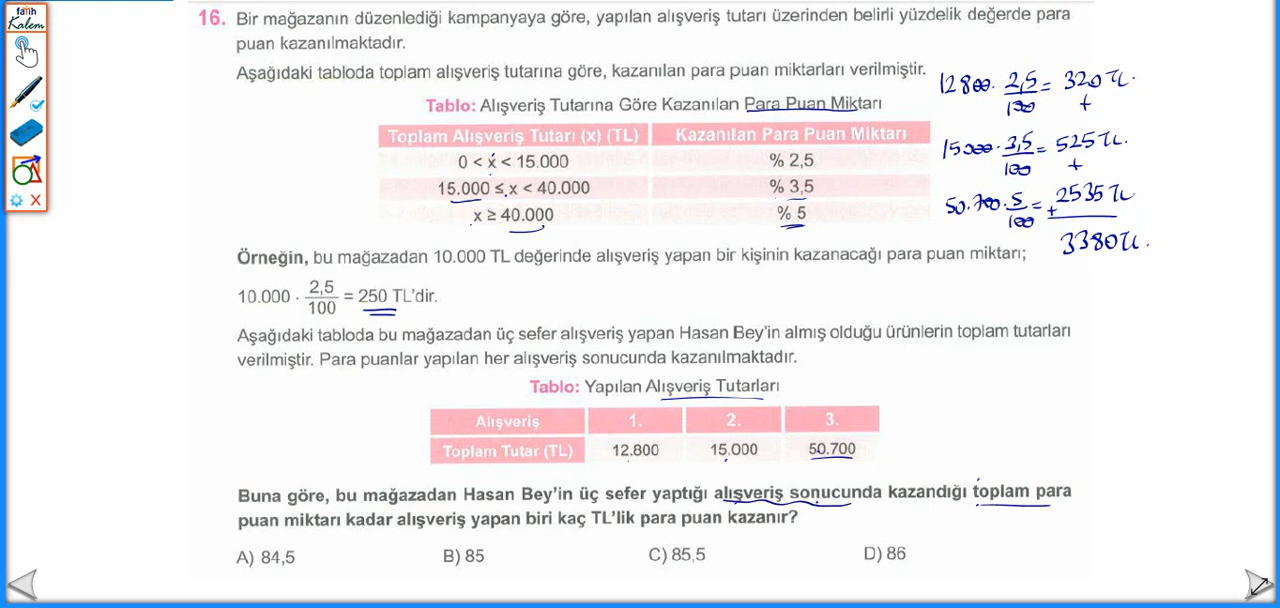 fatih
Kalem
16. Bir mağazanın düzenlediği kampanyaya göre, yapılan alışveriş tutarı üzerinden belirli yüzdelik değerde para
puan kazanılmaktadır.
Aşağıdaki tabloda toplam alışveriş tutarına göre, kazanılan para puan miktarları verilmiştir.
Tablo: Alışveriş Tutarına Göre Kazanılan Para Puan Miktarı
Toplam Alışveriş Tutarı (x) (TL) Kazanılan Para Puan Miktarı
0 < x < 15.000 % 2,5
15.000 ≤ x < 40.000 % 3,5
x ≥ 40.000 % 5
12800 . 2,5/100 = 320 TL.
+
15000 . 3,5/100 = 525 TL.
+
50.700 . 5/100 = + 2535 TL
3380 TL.
Örneğin, bu mağazadan 10.000 TL değerinde alışveriş yapan bir kişinin kazanacağı para puan miktarı;
10.000 · 2,5/100 = 250 TL'dir.
Aşağıdaki tabloda bu mağazadan üç sefer alışveriş yapan Hasan Bey'in almış olduğu ürünlerin toplam tutarları
verilmiştir. Para puanlar yapılan her alışveriş sonucunda kazanılmaktadır.
Tablo: Yapılan Alışveriş Tutarları
Alışveriş 1. 2. 3.
Toplam Tutar (TL) 12.800 15.000 50.700
Buna göre, bu mağazadan Hasan Bey'in üç sefer yaptığı alışveriş sonucunda kazandığı toplam para
puan miktarı kadar alışveriş yapan biri kaç TL'lik para puan kazanır?
A) 84,5 B) 85 C) 85,5 D) 86